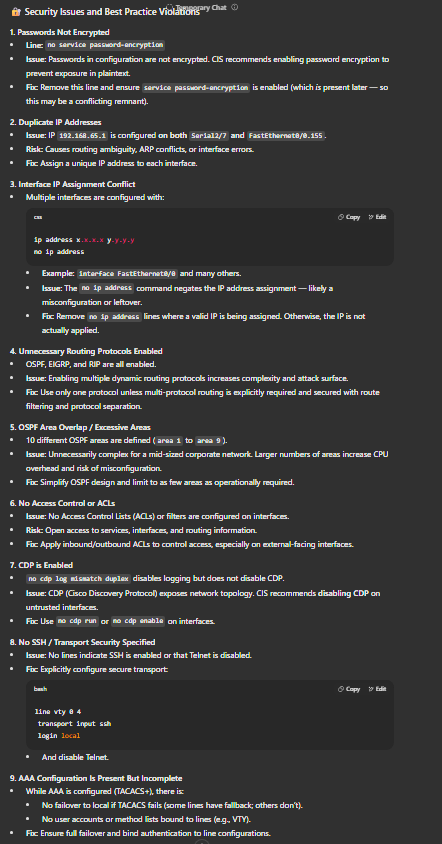 Temporary Chat
🔐 Security Issues and Best Practice Violations
1. Passwords Not Encrypted
• Line: no service password-encryption
• Issue: Passwords in configuration are not encrypted. CIS recommends enabling password encryption to
prevent exposure in plaintext.
• Fix: Remove this line and ensure service password-encryption is enabled (which is present later — so
this may be a conflicting remnant).
2. Duplicate IP Addresses
• Issue: IP 192.168.65.1 is configured on both Serial2/7 and FastEthernet0/0.155.
• Risk: Causes routing ambiguity, ARP conflicts, or interface errors.
• Fix: Assign a unique IP address to each interface.
3. Interface IP Assignment Conflict
• Multiple interfaces are configured with:
css Copy Edit
ip address x.x.x.x y.y.y.y
no ip address
• Example: interface FastEthernet0/0 and many others.
• Issue: The no ip address command negates the IP address assignment — likely a
misconfiguration or leftover.
• Fix: Remove no ip address lines where a valid IP is being assigned. Otherwise, the IP is not
actually applied.
4. Unnecessary Routing Protocols Enabled
• OSPF, EIGRP, and RIP are all enabled.
• Issue: Enabling multiple dynamic routing protocols increases complexity and attack surface.
• Fix: Use only one protocol unless multi-protocol routing is explicitly required and secured with route
filtering and protocol separation.
5. OSPF Area Overlap / Excessive Areas
• 10 different OSPF areas are defined (area 1 to area 9).
• Issue: Unnecessarily complex for a mid-sized corporate network. Larger numbers of areas increase CPU
overhead and risk of misconfiguration.
• Fix: Simplify OSPF design and limit to as few areas as operationally required.
6. No Access Control or ACLs
• Issue: No Access Control Lists (ACLs) or filters are configured on interfaces.
• Risk: Open access to services, interfaces, and routing information.
• Fix: Apply inbound/outbound ACLs to control access, especially on external-facing interfaces.
7. CDP is Enabled
• no cdp log mismatch duplex disables logging but does not disable CDP.
• Issue: CDP (Cisco Discovery Protocol) exposes network topology. CIS recommends disabling CDP on
untrusted interfaces.
• Fix: Use no cdp run or no cdp enable on interfaces.
8. No SSH / Transport Security Specified
• Issue: No lines indicate SSH is enabled or that Telnet is disabled.
• Fix: Explicitly configure secure transport:
bash Copy Edit
line vty 0 4
transport input ssh
login local
• And disable Telnet.
9. AAA Configuration Is Present But Incomplete
• While AAA is configured (TACACS+), there is:
• No failover to local if TACACS fails (some lines have fallback; others don't).
• No user accounts or method lists bound to lines (e.g., VTY).
• Fix: Ensure full failover and bind authentication to line configurations.